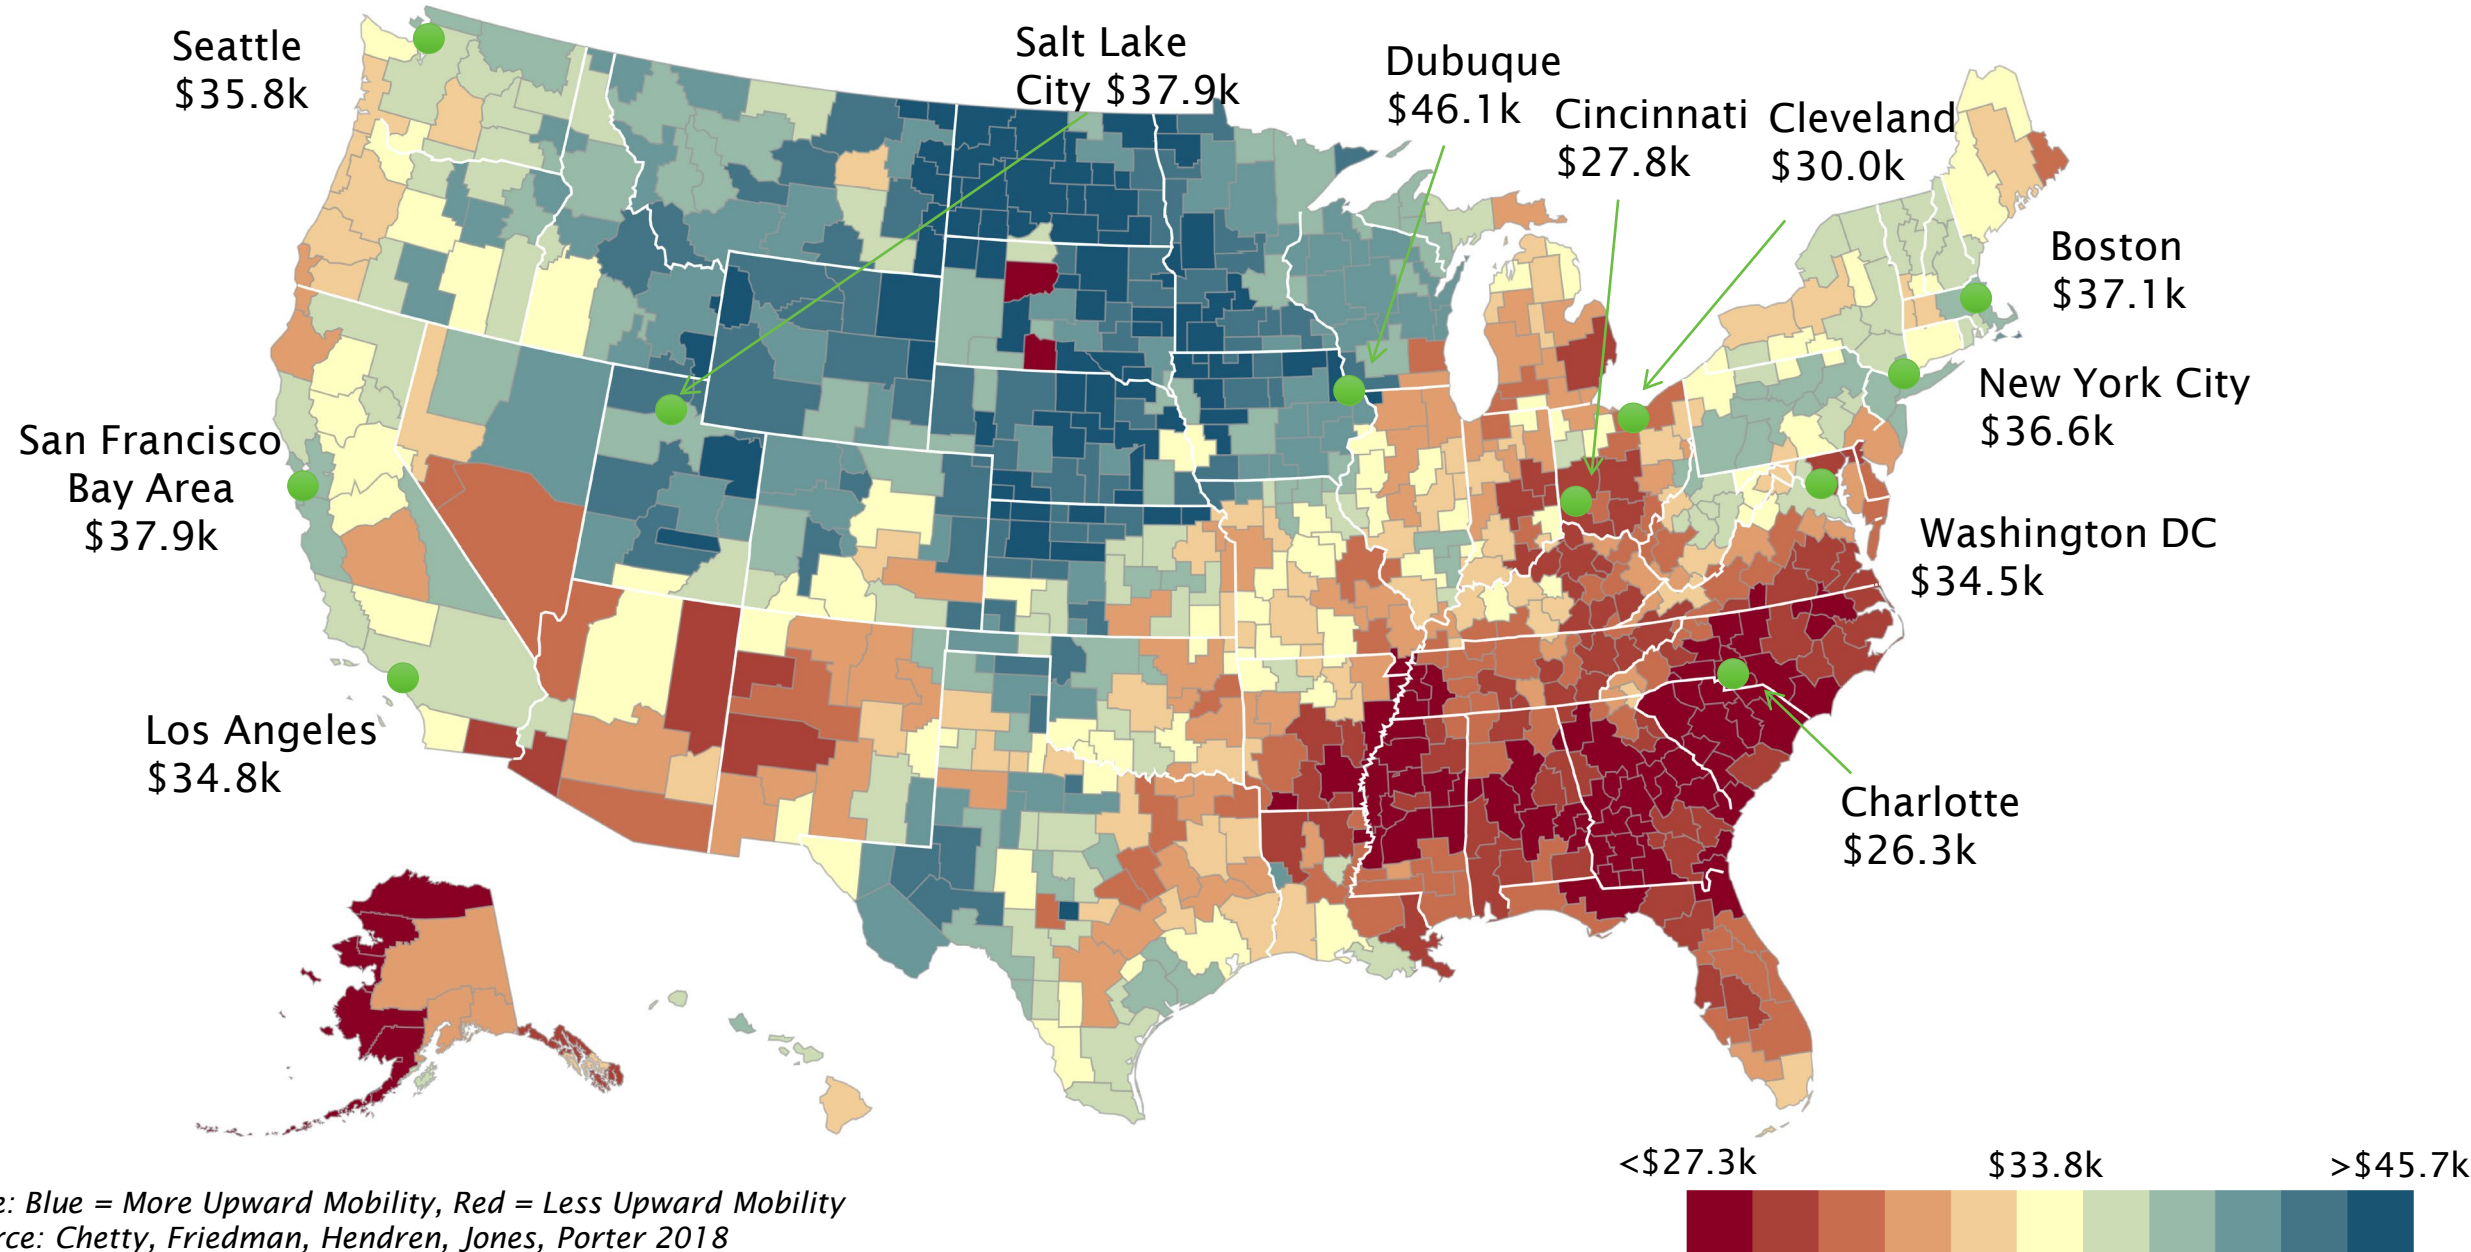 Seattle
$35.8k
Salt Lake
City $37.9k
Dubuque
$46.1k
Cincinnati
$27.8k
Cleveland
$30.0k
Boston
$37.1k
New York City
$36.6k
San Francisco
Bay Area
$37.9k
Washington DC
$34.5k
Los Angeles
$34.8k
Charlotte
$26.3k
<$27.3k
$33.8k
>$45.7k
e: Blue = More Upward Mobility, Red = Less Upward Mobility
rce: Chetty, Friedman, Hendren, Jones, Porter 2018